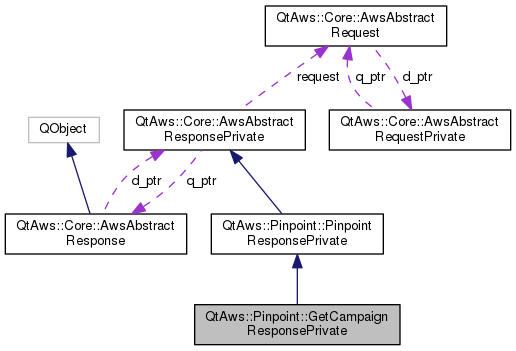 QtAws::Core::AwsAbstract
Request
request
q_ptr
d_ptr
QObject
QtAws::Core::AwsAbstract
ResponsePrivate
QtAws::Core::AwsAbstract
RequestPrivate
d_ptr
q_ptr
QtAws::Core::AwsAbstract
Response
QtAws::Pinpoint::Pinpoint
ResponsePrivate
QtAws::Pinpoint::GetCampaign
ResponsePrivate